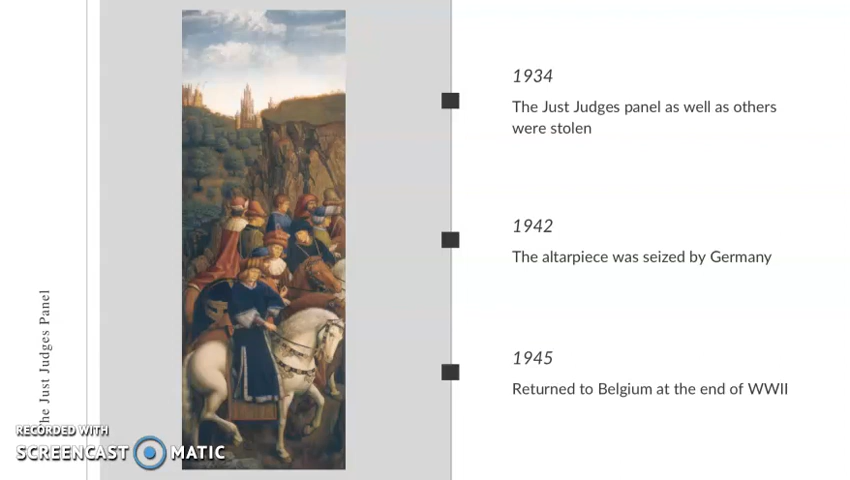 1934
The Just Judges panel as well as others
were stolen
1942
The altarpiece was seized by Germany
1945
Returned to Belgium at the end of WWII
he Just Judges Panel
RECORDED WITH
SCREENCAST MATIC